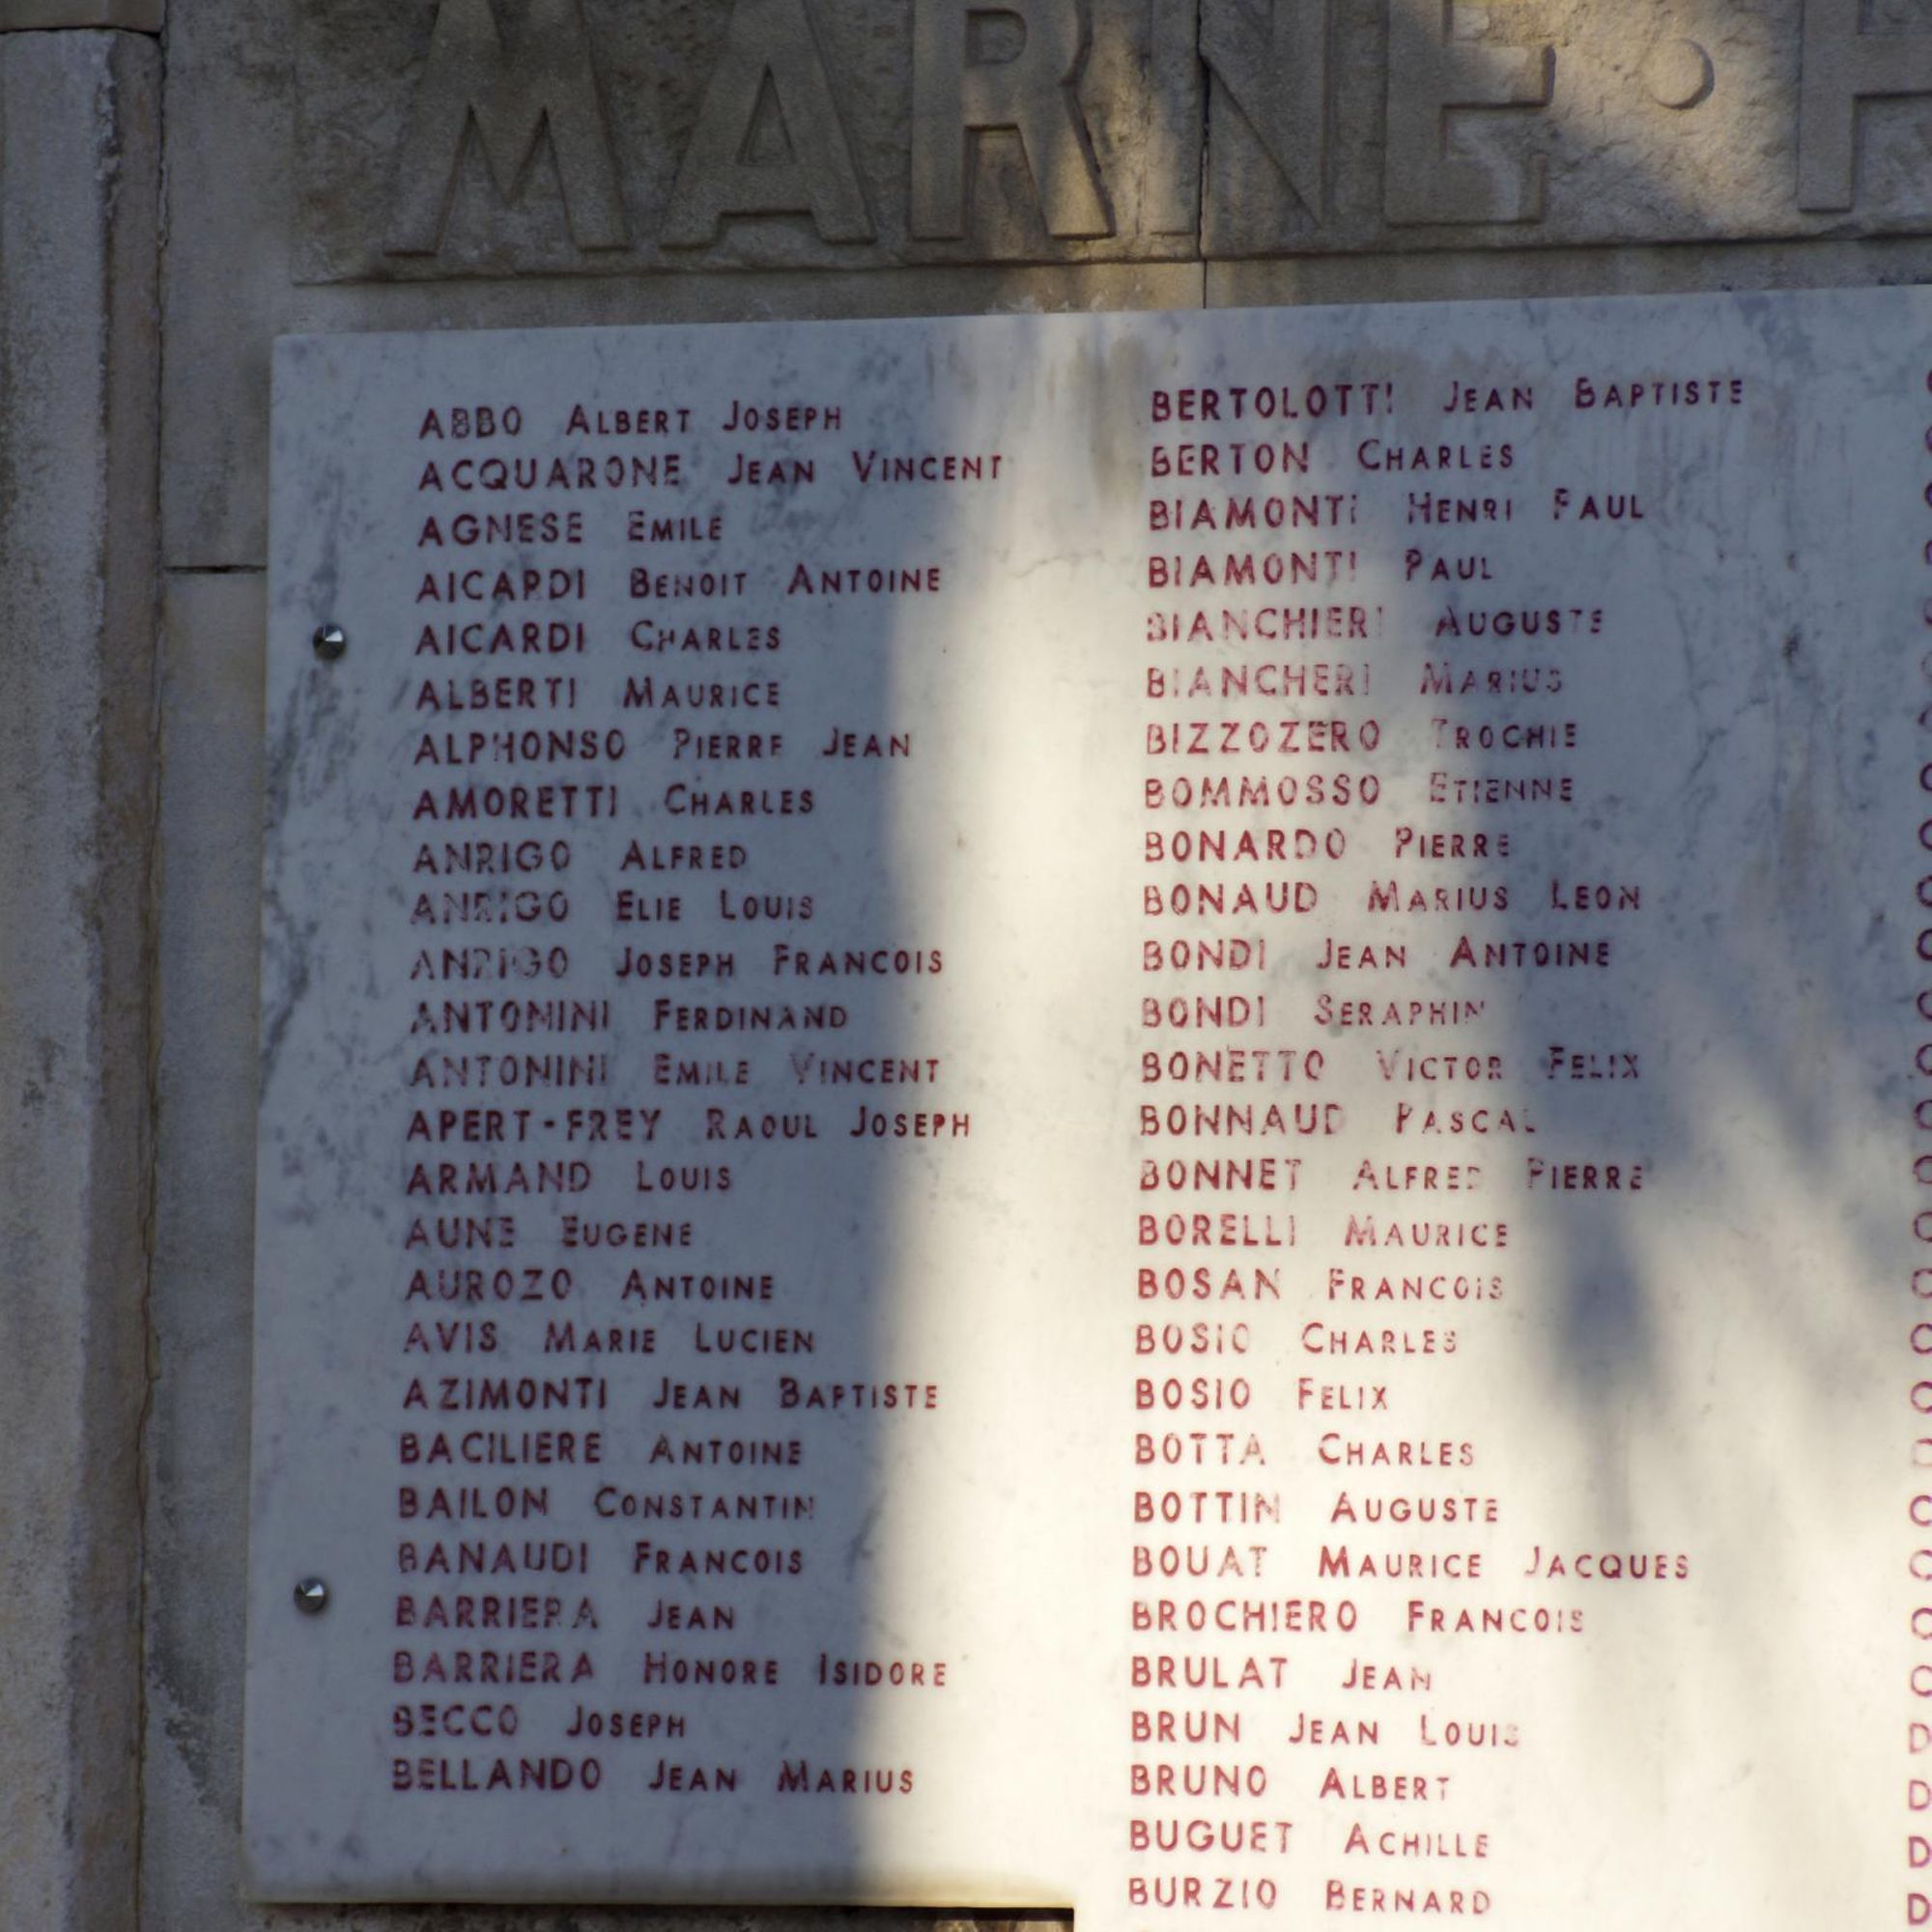 MARNE ·
ABBO ALBERT JOSEPH
ACQUARONE JEAN VINCENT
AGNESE EMILE
AICARDI BENOIT ANTOINE
AICARDI CHARLES
ALBERTI MAURICE
ALPHONSO PIERRE JEAN
AMORETTI CHARLES
ANRIGO ALFRED
ANRIGO ELIE LOUIS
ANRIGO JOSEPH FRANCOIS
ANTONINI FERDINAND
ANTONINI EMILE VINCENT
APERT-FREY RAOUL JOSEPH
ARMAND LOUIS
AUNE EUGENE
AUROZO ANTOINE
AVIS MARIE LUCIEN
AZIMONTI JEAN BAPTISTE
BACILIERE ANTOINE
BAILON CONSTANTIN
BANAUDI FRANCOIS
BARRIERA JEAN
BARRIERA HONORE ISIDORE
BECCO JOSEPH
BELLANDO JEAN MARIUS
BERTOLOTTI JEAN BAPTISTE
BERTON CHARLES
BIAMONTI HENRI PAUL
BIAMONTI PAUL
BIANCHIERI AUGUSTE
BIANCHERI MARIUS
BIZZOZERO TROCHIE
BOMMOSSO ETIENNE
BONARDO PIERRE
BONAUD MARIUS LEON
BONDI JEAN ANTOINE
BONDI SERAPHIN
BONETTO VICTOR FELIX
BONNAUD PASCAL
BONNET ALFRED PIERRE
BORELLI MAURICE
BOSAN FRANCOIS
BOSIO CHARLES
BOSIO FELIX
BOTTA CHARLES
BOTTIN AUGUSTE
BOUAT MAURICE JACQUES
BROCHIERO FRANCOIS
BRULAT JEAN
BRUN JEAN LOUIS
BRUNO ALBERT
BUGUET ACHILLE
BURZIO BERNARD